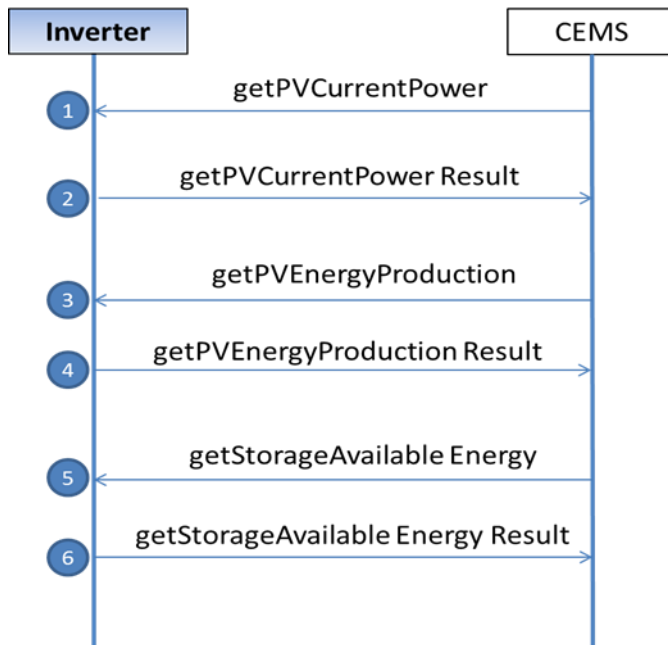 Inverter
CEMS
getPVCurrentPower
1
getPVCurrentPower Result
2
getPVEnergyProduction
3
getPVEnergyProduction Result
4
getStorageAvailable Energy
5
getStorageAvailable Energy Result
6